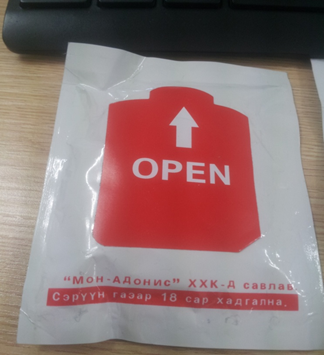 OPEN
"Мон-АДонис" ХХК-Д савлав
Сэрүүн газар 18 сар хадгална.